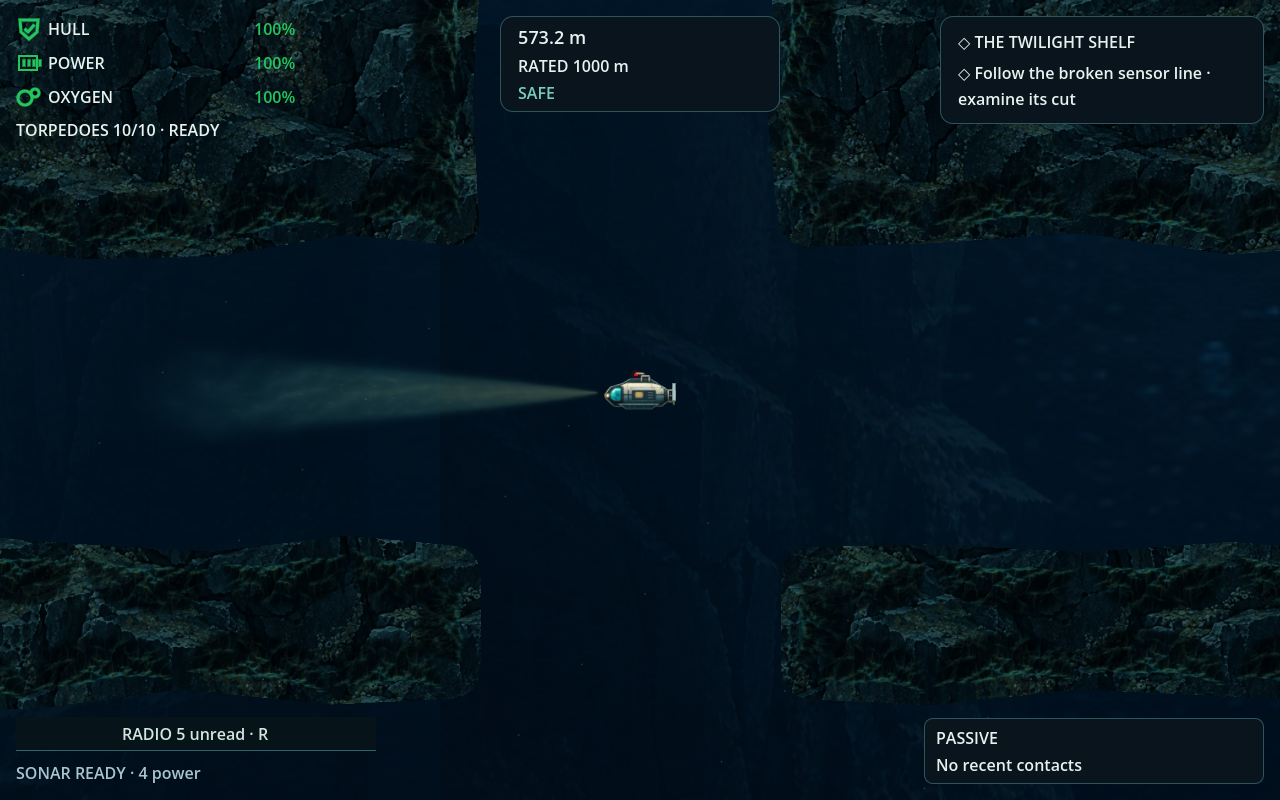 HULL 100%
POWER 100%
OXYGEN 100%
TORPEDOES 10/10 · READY
573.2 m
RATED 1000 m
SAFE
◇ THE TWILIGHT SHELF
◇ Follow the broken sensor line ·
examine its cut
RADIO 5 unread · R
SONAR READY · 4 power
PASSIVE
No recent contacts